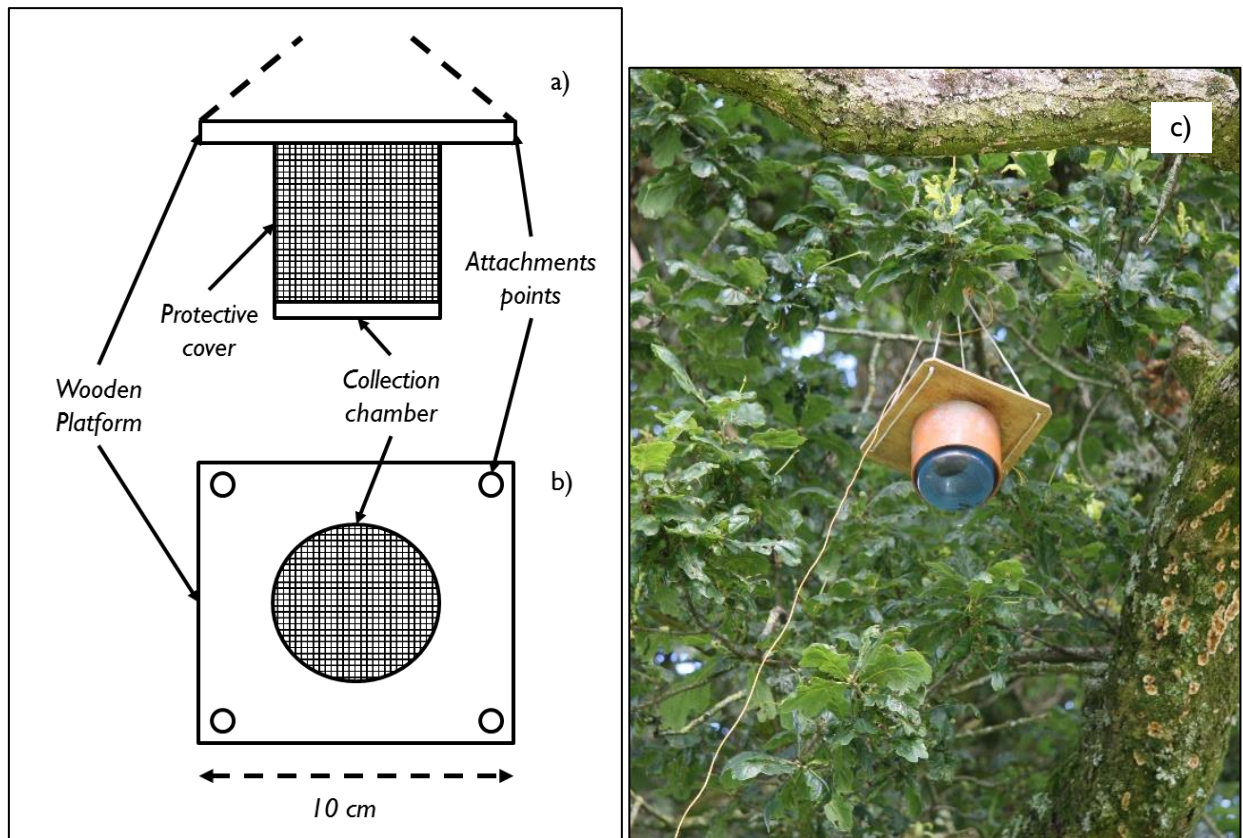 a)
Attachments
points
Protective
cover
Collection
chamber
Wooden
Platform
b)
10 cm
c)